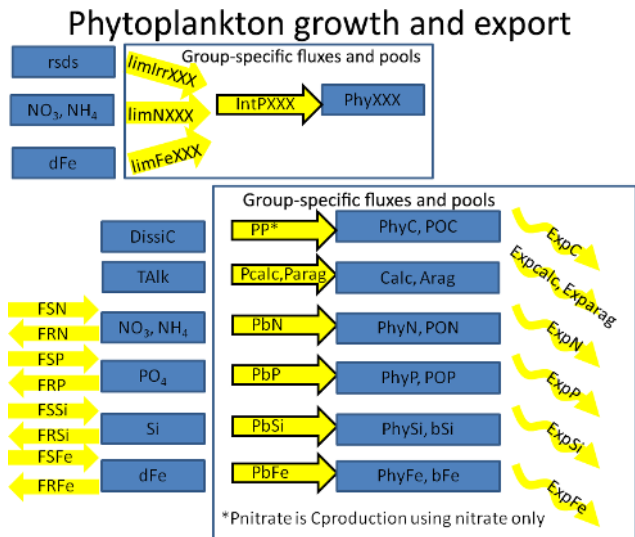 Phytoplankton growth and export
rsds
limIrrXXX
Group-specific fluxes and pools
NO₃, NH₄
limNXXX
IntPXXX
PhyXXX
dFe
limFeXXX
Group-specific fluxes and pools
DissiC
PP*
PhyC, POC
ExpC
TAlk
Pcalc,Parag
Calc, Arag
Expcalc, Exparag
FSN
FRN
NO₃, NH₄
PbN
PhyN, PON
ExpN
FSP
FRP
PO₄
PbP
PhyP, POP
ExpP
FSSi
FRSi
Si
PbSi
PhySi, bSi
ExpSi
FSFe
FRFe
dFe
PbFe
PhyFe, bFe
ExpFe
*Pnitrate is Cproduction using nitrate only